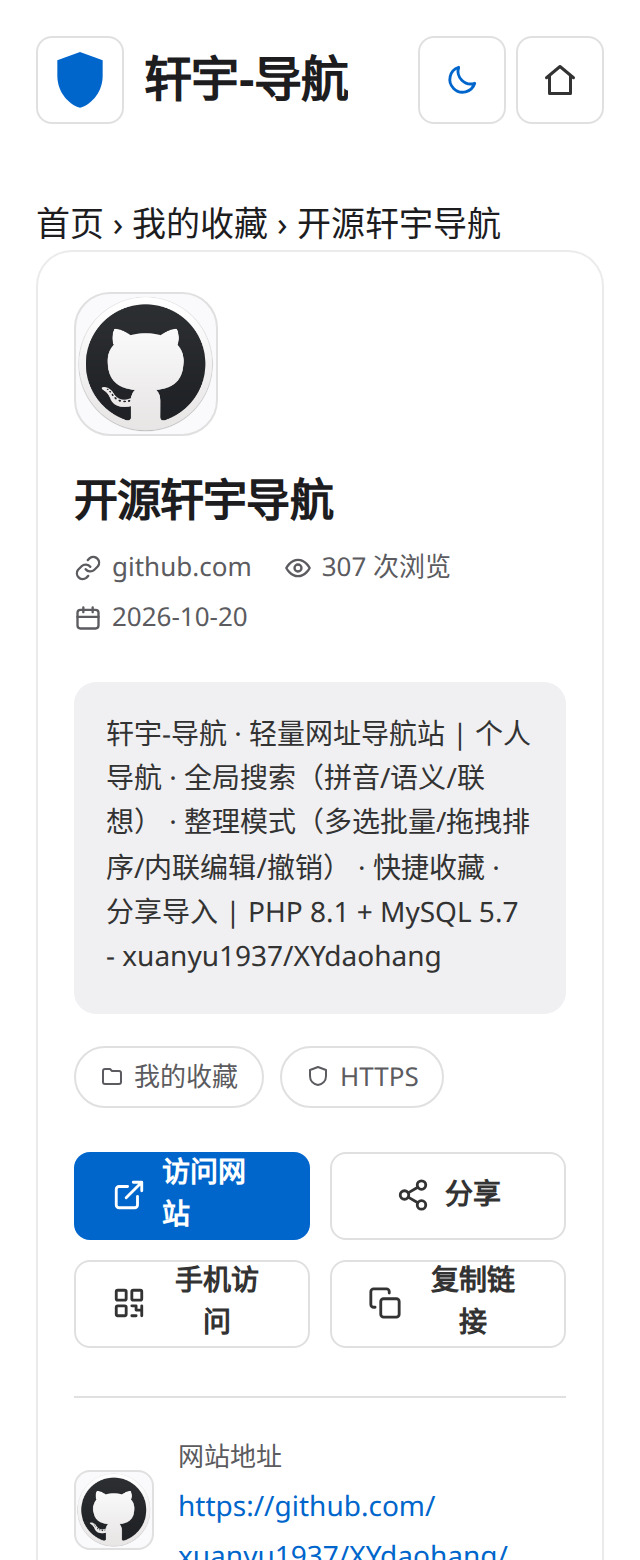 轩宇-导航
首页 › 我的收藏 › 开源轩宇导航
开源轩宇导航
github.com 307 次浏览
2026-10-20
轩宇-导航 · 轻量网址导航站 | 个人
导航 · 全局搜索（拼音/语义/联
想） · 整理模式（多选批量/拖拽排
序/内联编辑/撤销） · 快捷收藏 ·
分享导入 | PHP 8.1 + MySQL 5.7
- xuanyu1937/XYdaohang
我的收藏 HTTPS
访问网
站
分享
手机访
问
复制链
接
网站地址
https://github.com/
xuanyu1937/XYdaohang/